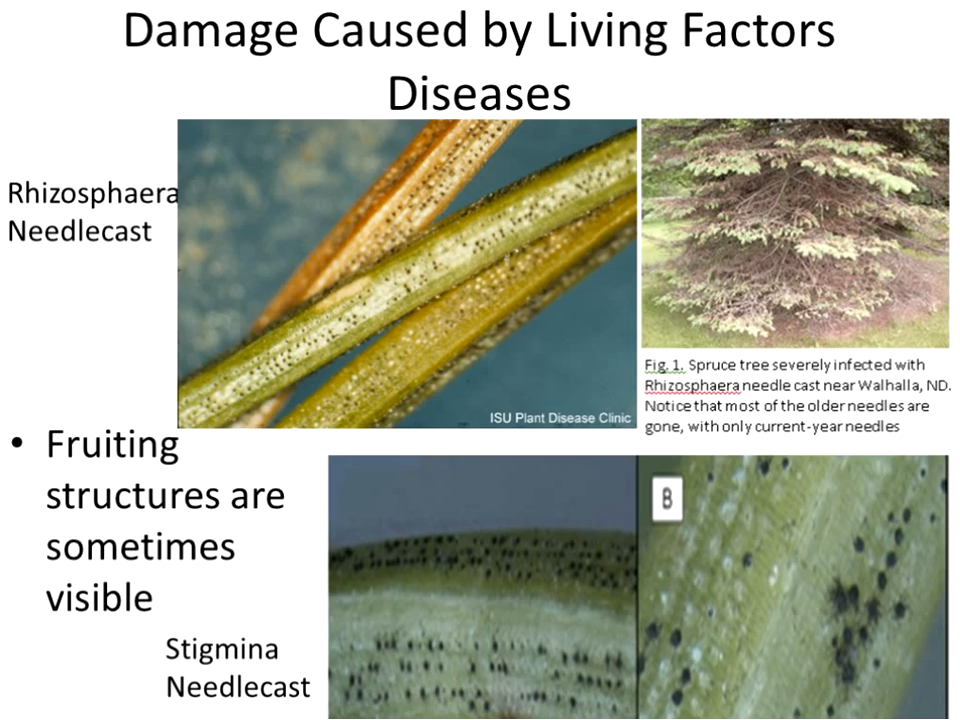 Damage Caused by Living Factors
Diseases
Rhizosphaera
Needlecast
ISU Plant Disease Clinic
Fig. 1. Spruce tree severely infected with
Rhizosphaera needle cast near Walhalla, ND.
Notice that most of the older needles are
gone, with only current-year needles
• Fruiting
structures are
sometimes
visible
B
Stigmina
Needlecast